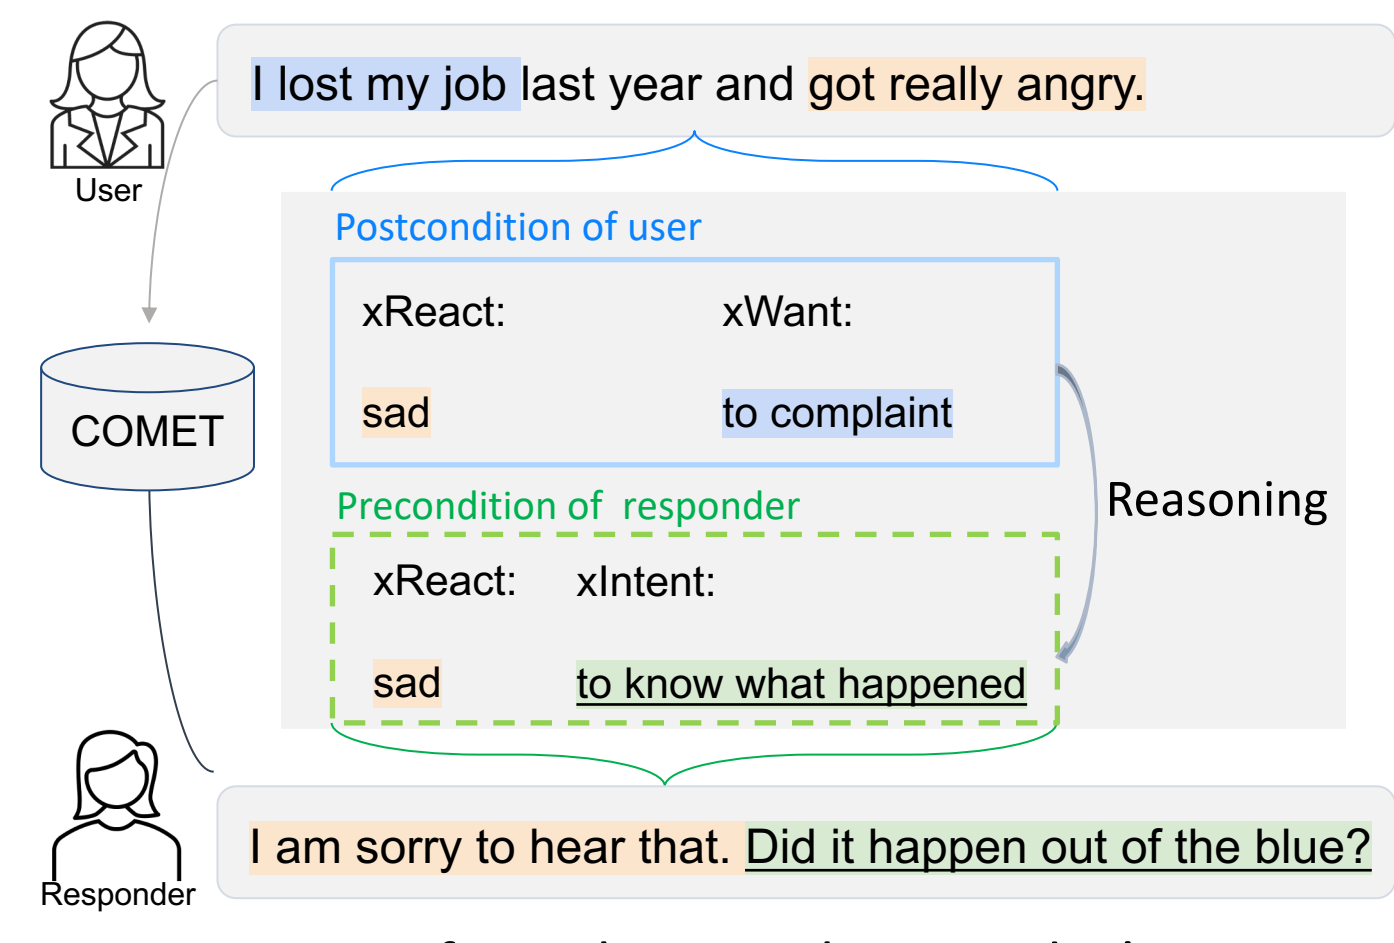 I lost my job last year and got really angry.
User
Postcondition of user
xReact: xWant:
sad to complaint
COMET
Reasoning
Precondition of responder
xReact: xIntent:
sad to know what happened
I am sorry to hear that. Did it happen out of the blue?
Responder